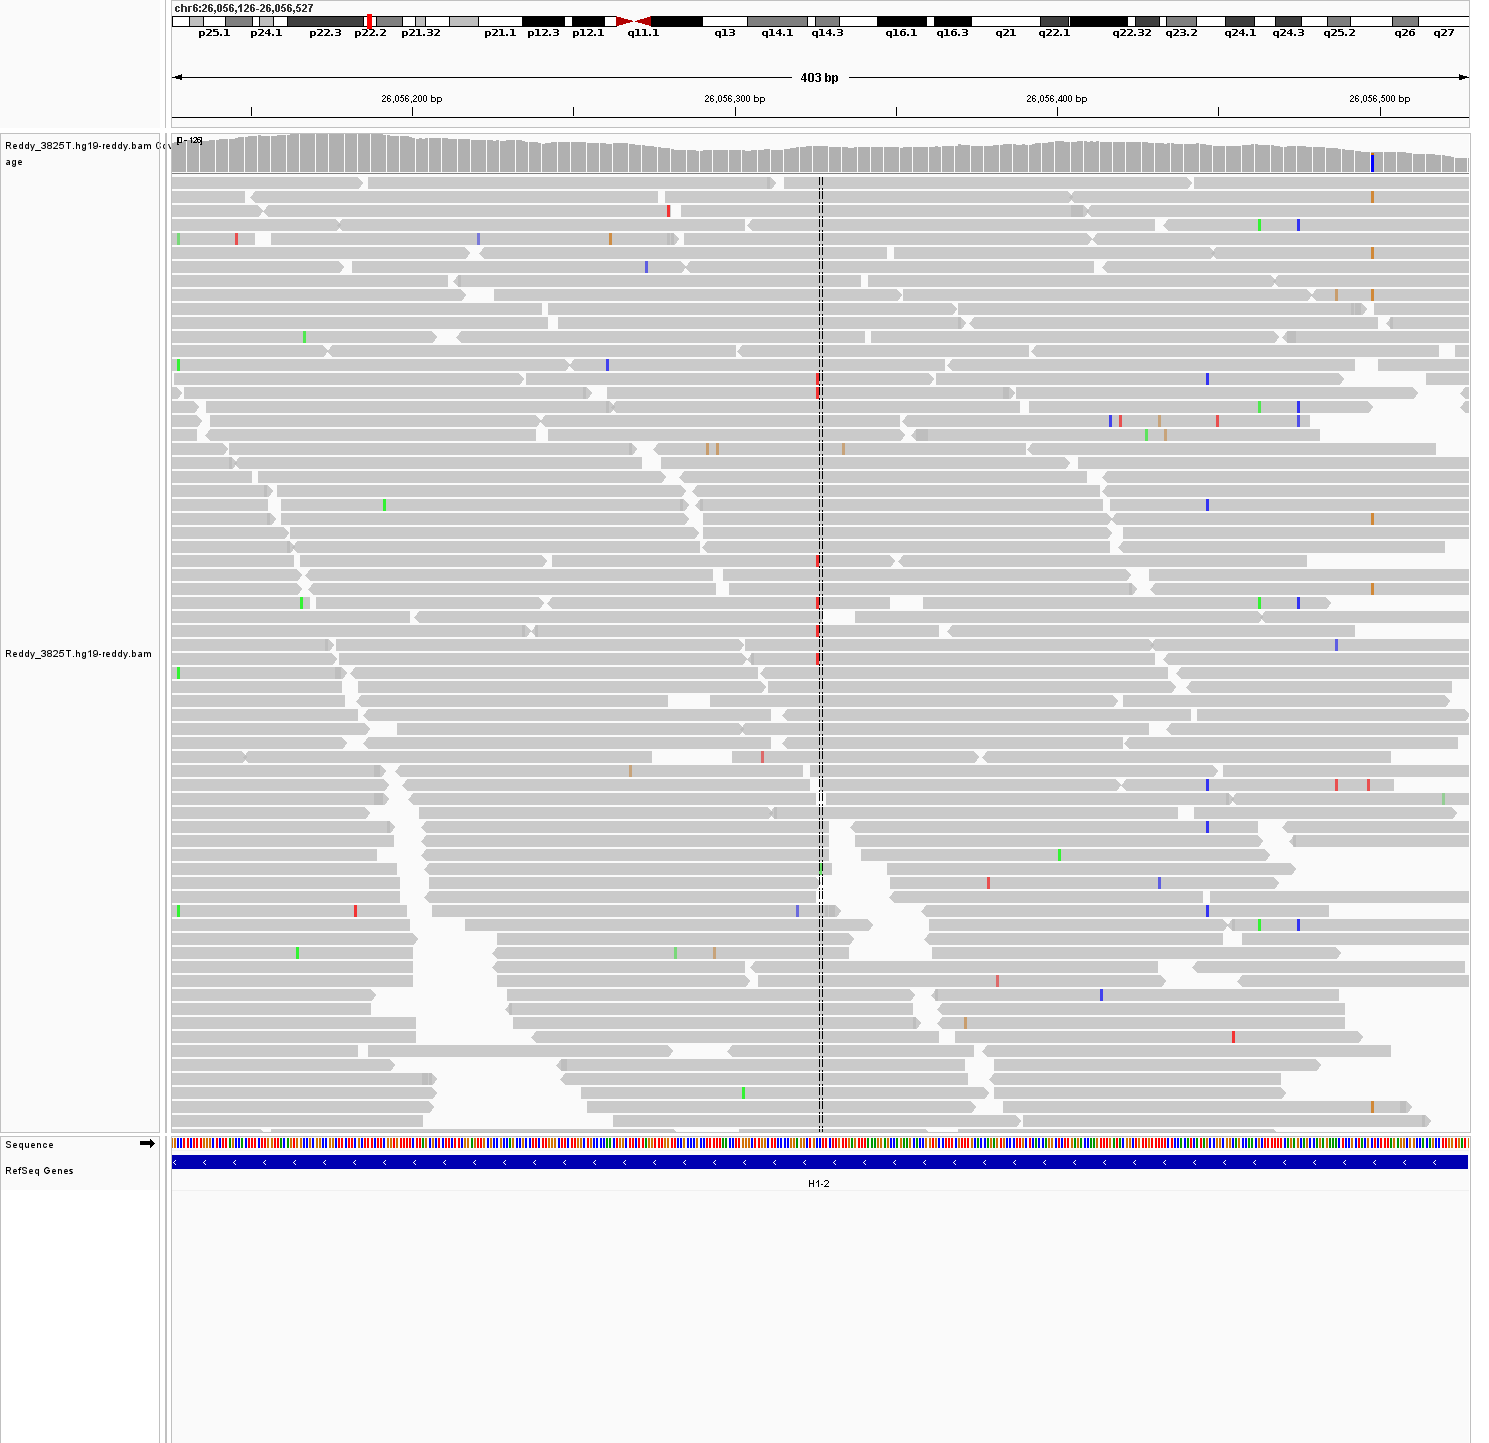 chr6:26,056,126-26,056,527
p25.1 p24.1 p22.3 p22.2 p21.32 p21.1 p12.3 p12.1 q11.1 q13 q14.1 q14.3 q16.1 q16.3 q21 q22.1 q22.32 q23.2 q24.1 q24.3 q25.2 q26 q27
403 bp
26,056,200 bp 26,056,300 bp 26,056,400 bp 26,056,500 bp
[0 - 126]
Reddy_3825T.hg19-reddy.bam Cov
age
Reddy_3825T.hg19-reddy.bam
Sequence
RefSeq Genes
H1-2